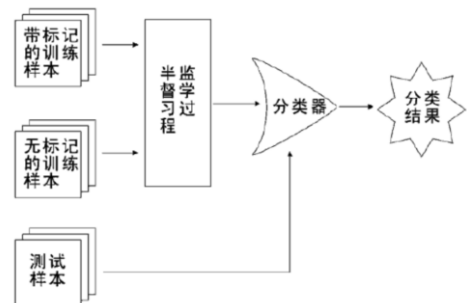 带标记
的训练
样本
无标记
的训练
样本
测试
样本
半监
督学
习过
程
分类器
分类
结果